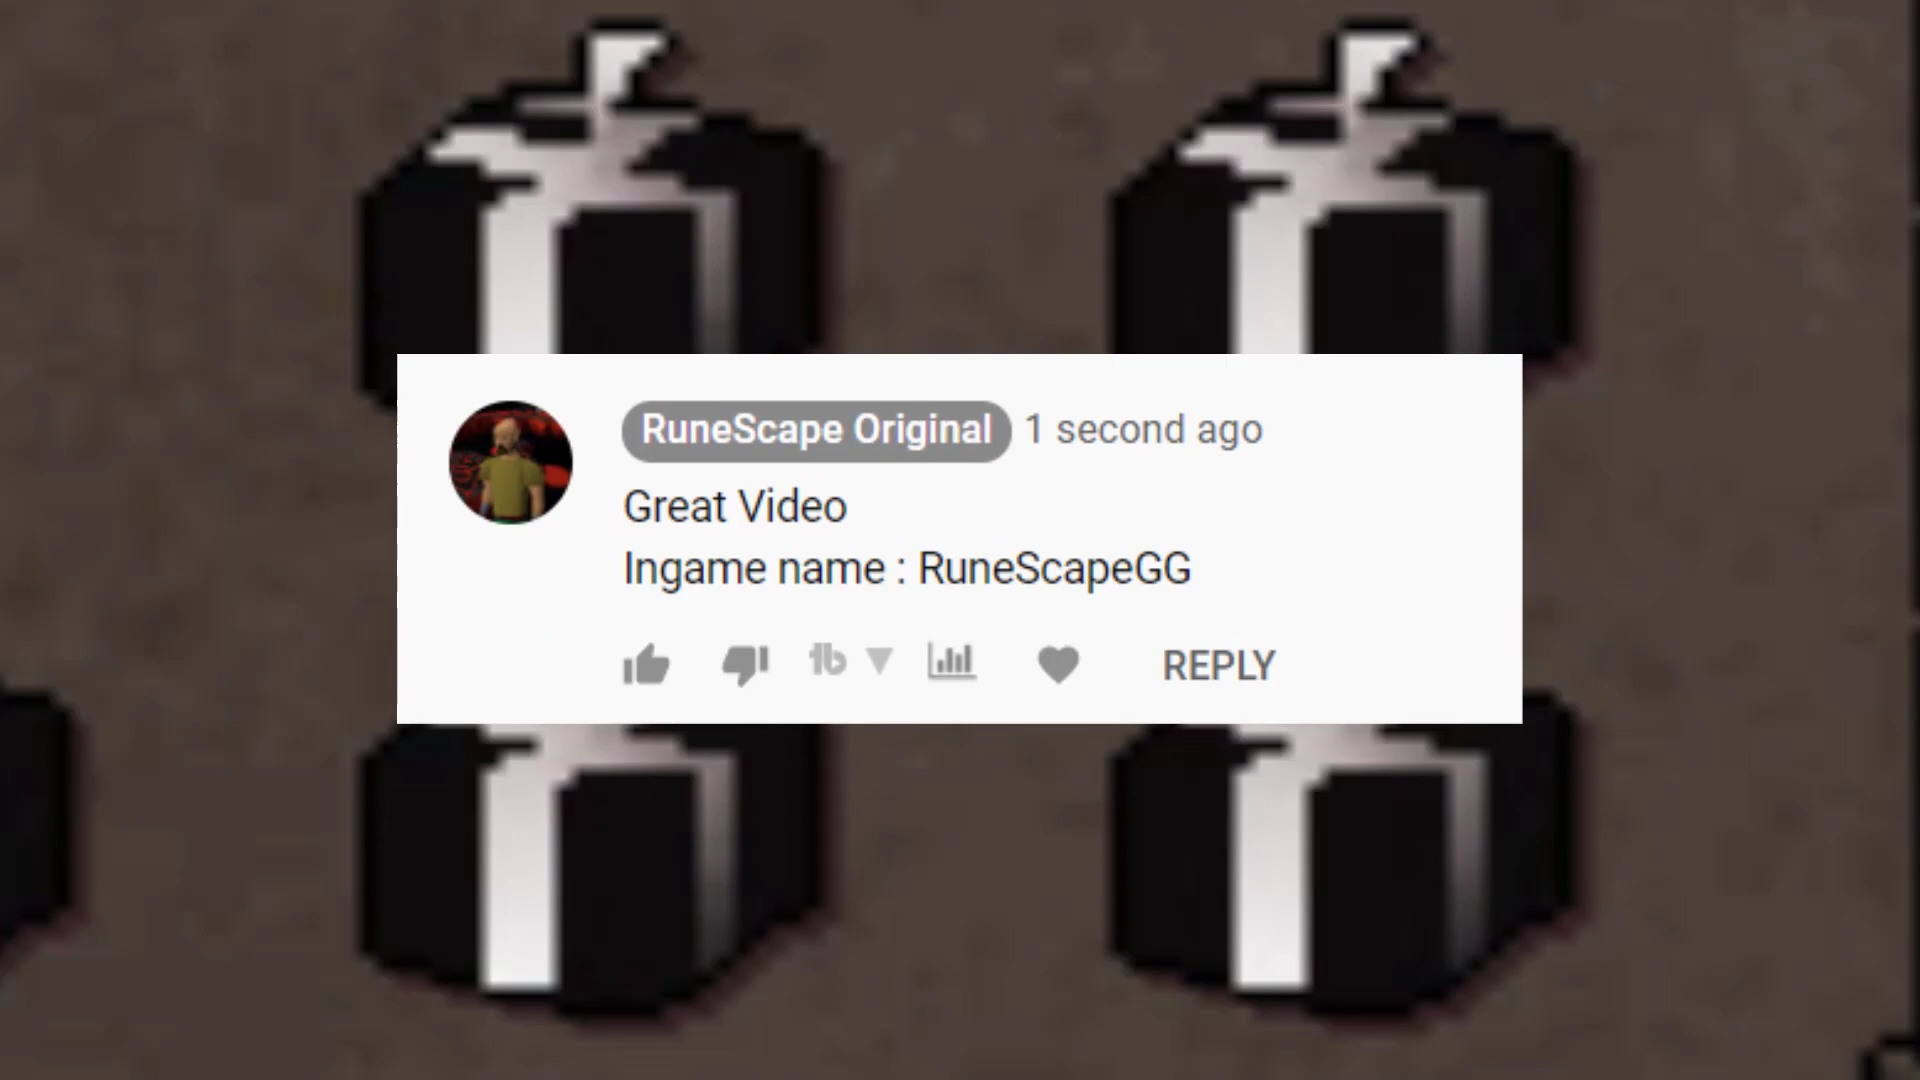 RuneScape Original 1 second ago
Great Video
Ingame name : RuneScapeGG
REPLY